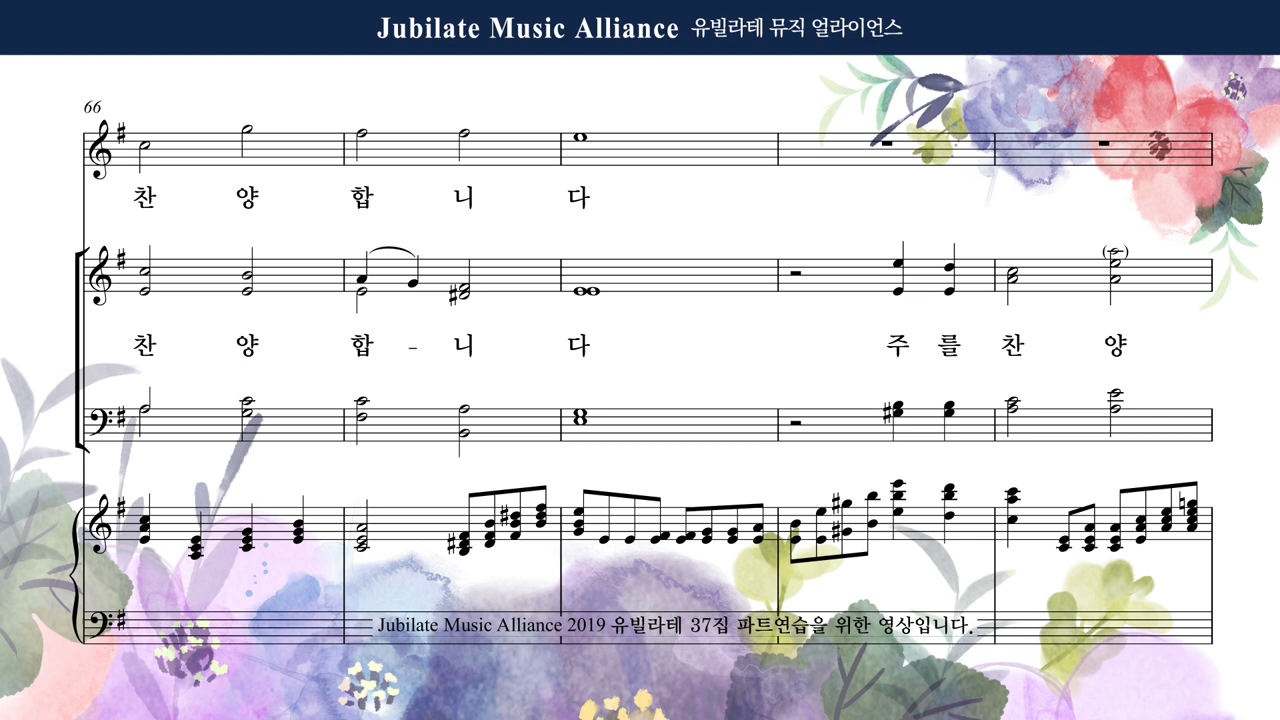 Jubilate Music Alliance 유빌라테 뮤직 얼라이언스
66
찬 양 합 니 다
찬 양 합 - 니 다 주 를 찬 양
Jubilate Music Alliance 2019 유빌라테 37집 파트연습을 위한 영상입니다.